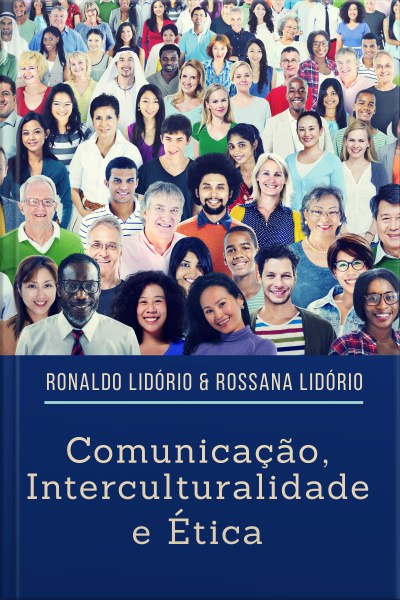 RONALDO LIDÓRIO & ROSSANA LIDÓRIO
Comunicação,
Interculturalidade
e Ética